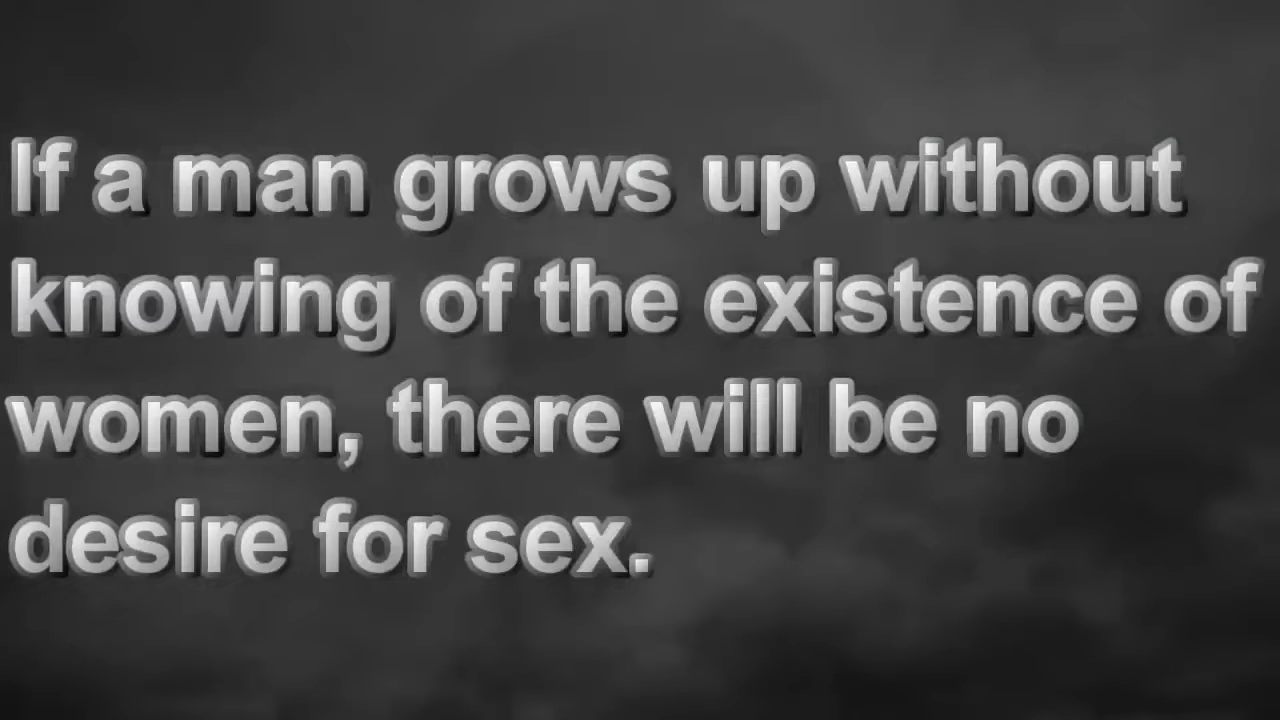 If a man grows up without
knowing of the existence of
women, there will be no
desire for sex.